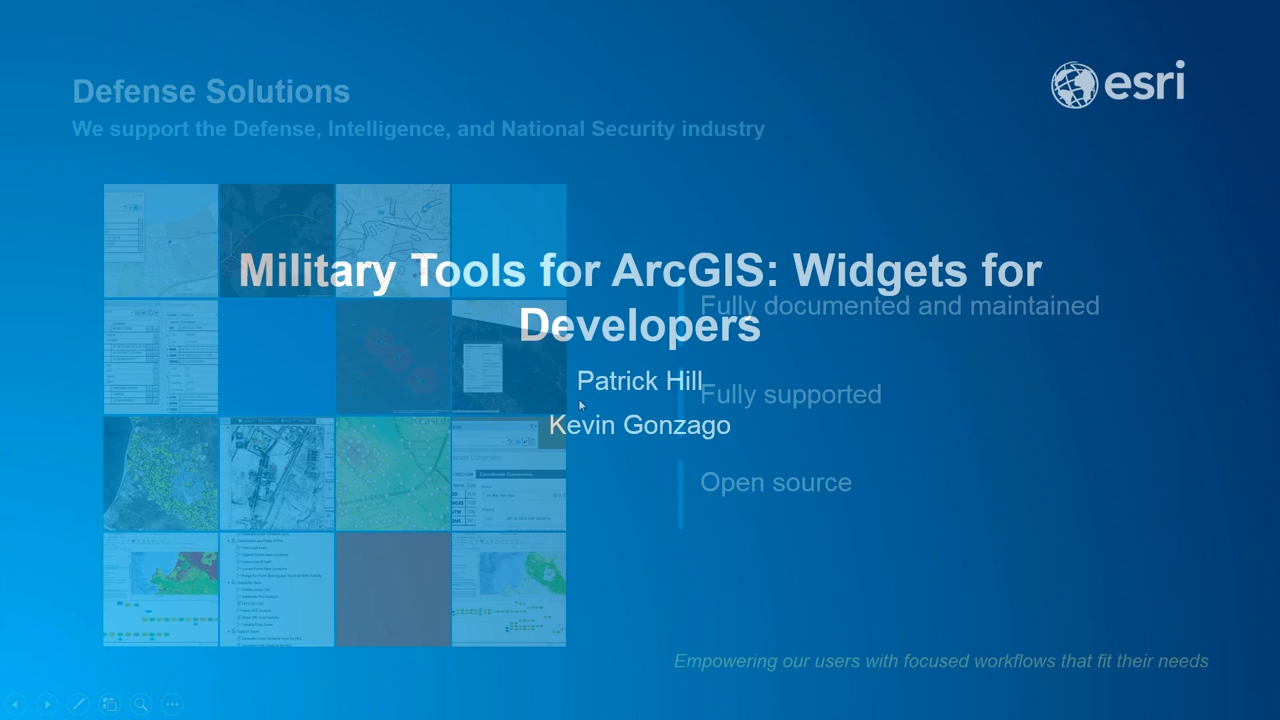 Defense Solutions
esri
We support the Defense, Intelligence, and National Security industry
Military Tools for ArcGIS: Widgets for
Developers
Patrick Hill
Kevin Gonzago
Fully documented and maintained
Fully supported
Open source
Empowering our users with focused workflows that fit their needs